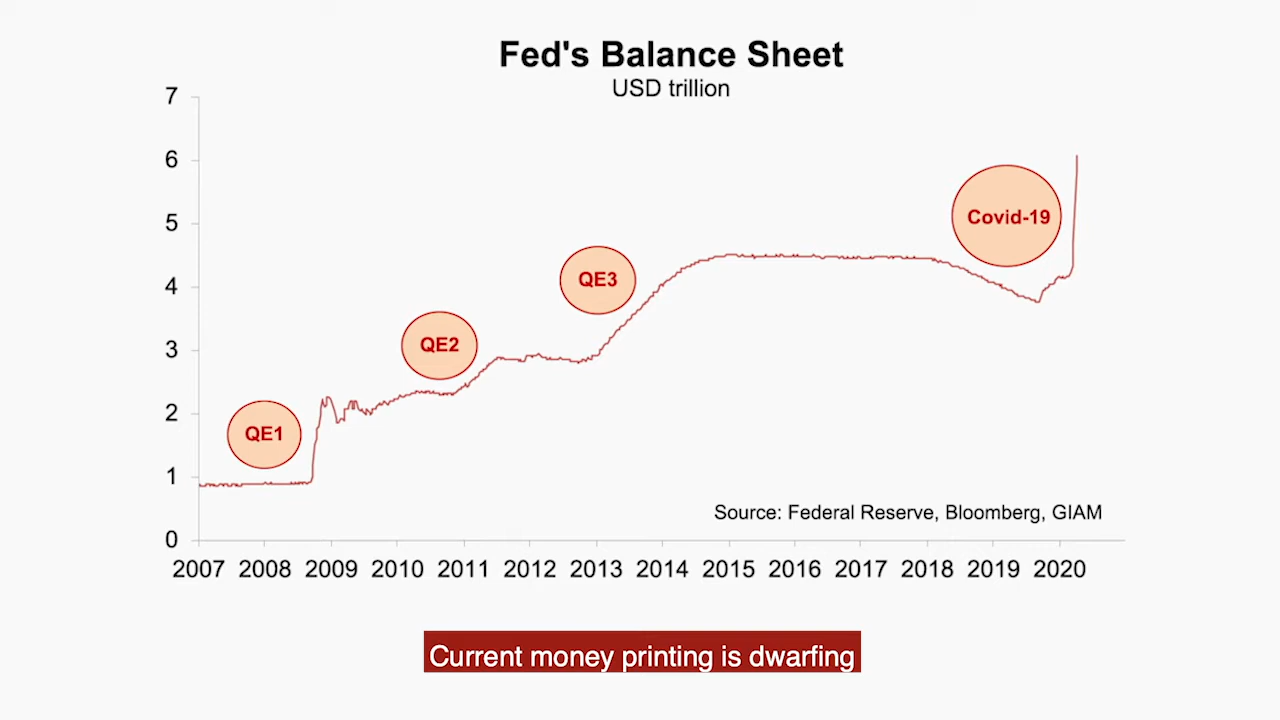 Fed's Balance Sheet
USD trillion
7
6
5
4
3
2
1
0
Covid-19
QE3
QE2
QE1
Source: Federal Reserve, Bloomberg, GIAM
2007 2008 2009 2010 2011 2012 2013 2014 2015 2016 2017 2018 2019 2020
Current money printing is dwarfing